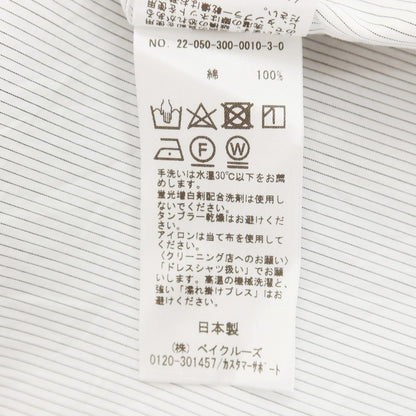 NO. 22-050-300-0010-3-0
綿 100%
手洗いは水温30℃以下をお薦
めします。
蛍光増白剤配合洗剤は使用し
ないでください。
タンブラー乾燥はお避けくだ
さい。
アイロンは当て布を使用して
ください。
〈クリーニング店へのお願い〉
「ドレスシャツ扱い」でお願い
します。高温の機械洗濯と、
強い「濡れ掛けプレス」はお避
けください。
日本製
(株) ベイクルーズ
0120-301457/カスタマーサポート